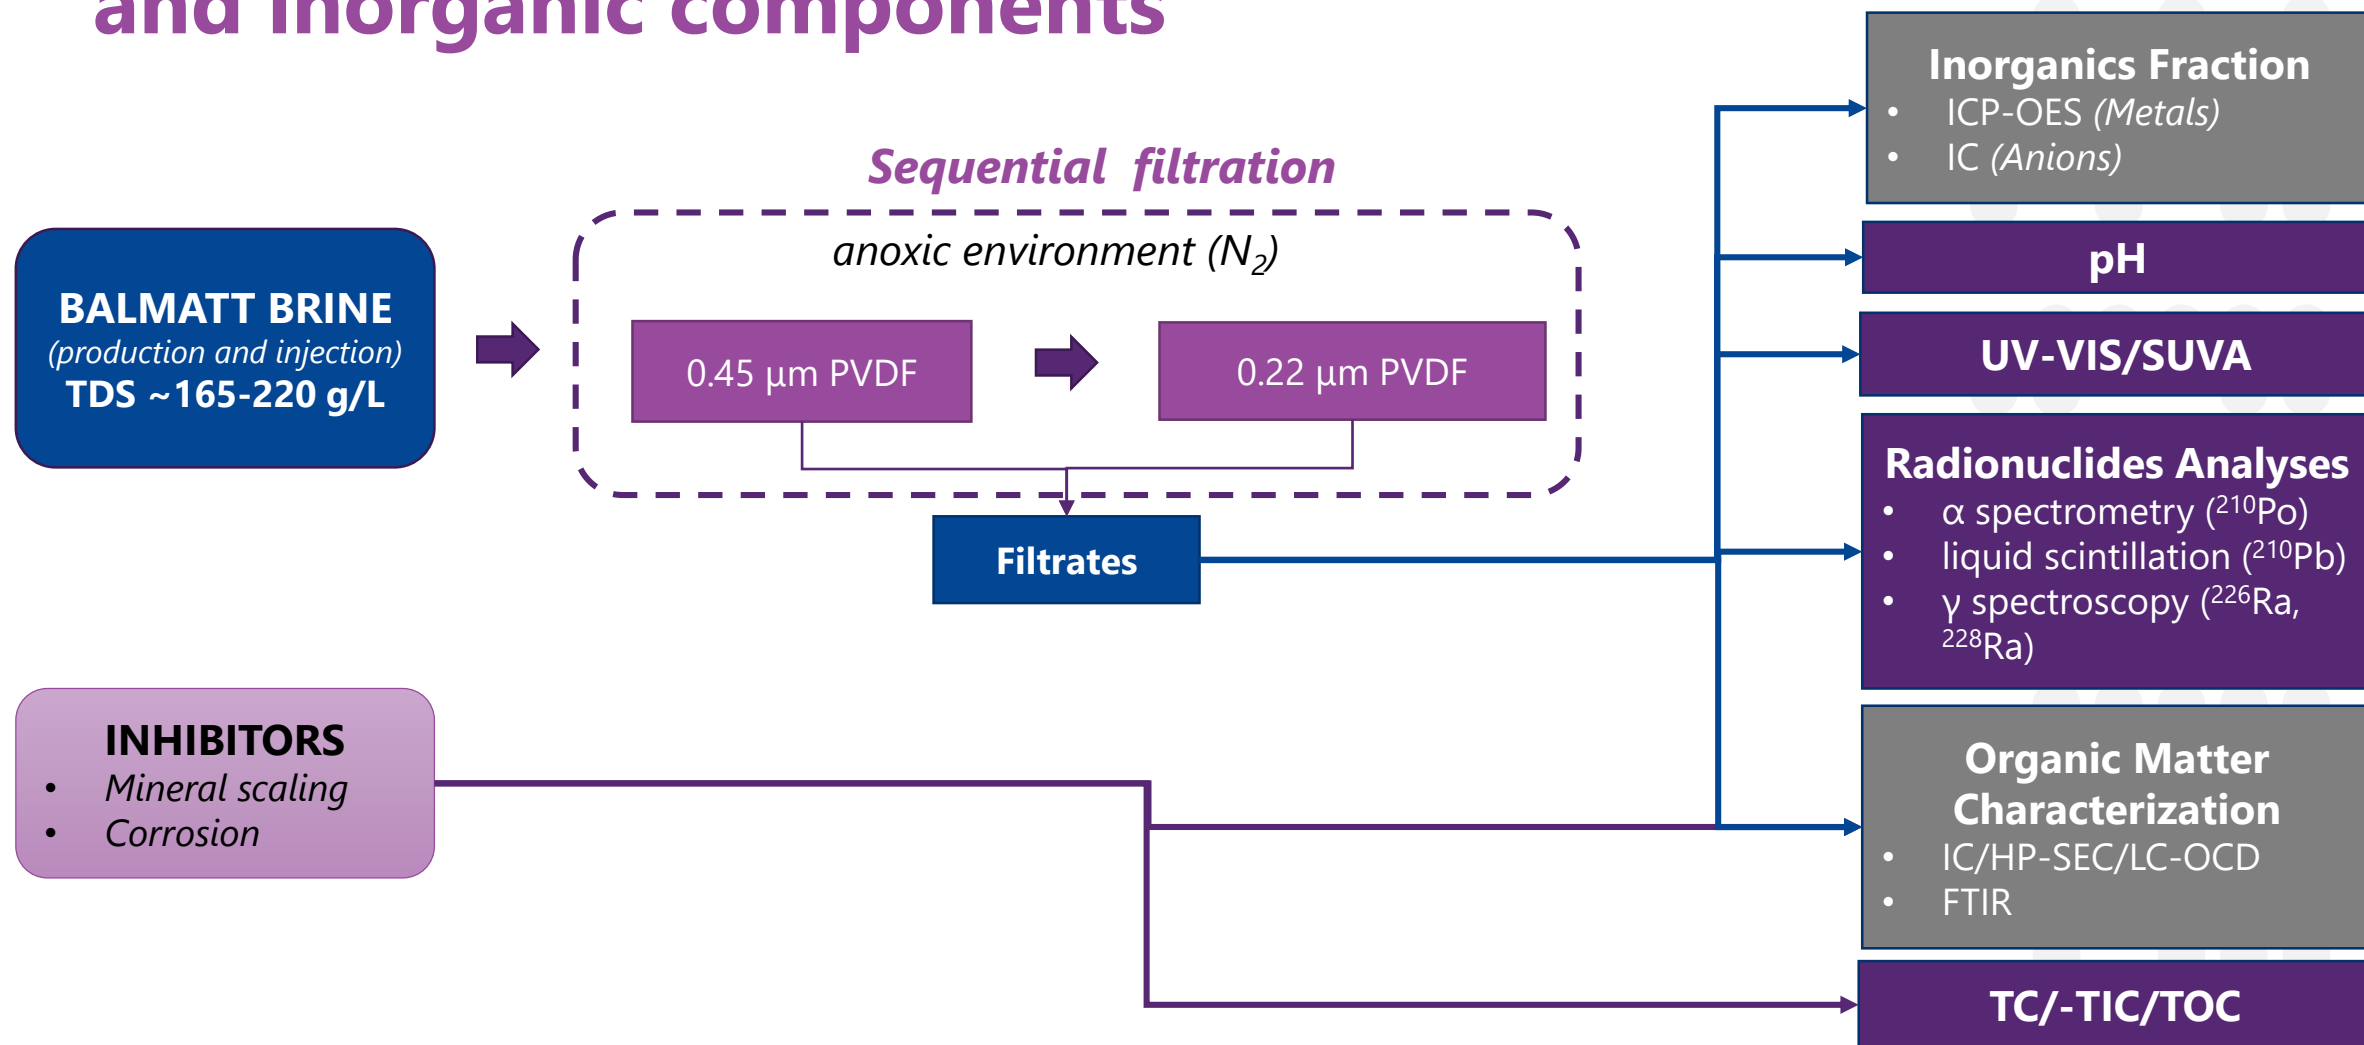 and inorganic components
Sequential filtration
anoxic environment (N₂)
BALMATT BRINE
(production and injection)
TDS ~165-220 g/L
0.45 µm PVDF
0.22 µm PVDF
Filtrates
INHIBITORS
• Mineral scaling
• Corrosion
Inorganics Fraction
• ICP-OES (Metals)
• IC (Anions)
pH
UV-VIS/SUVA
Radionuclides Analyses
• α spectrometry (²¹⁰Po)
• liquid scintillation (²¹⁰Pb)
• γ spectroscopy (²²⁶Ra,
²²⁸Ra)
Organic Matter
Characterization
• IC/HP-SEC/LC-OCD
• FTIR
TC/-TIC/TOC